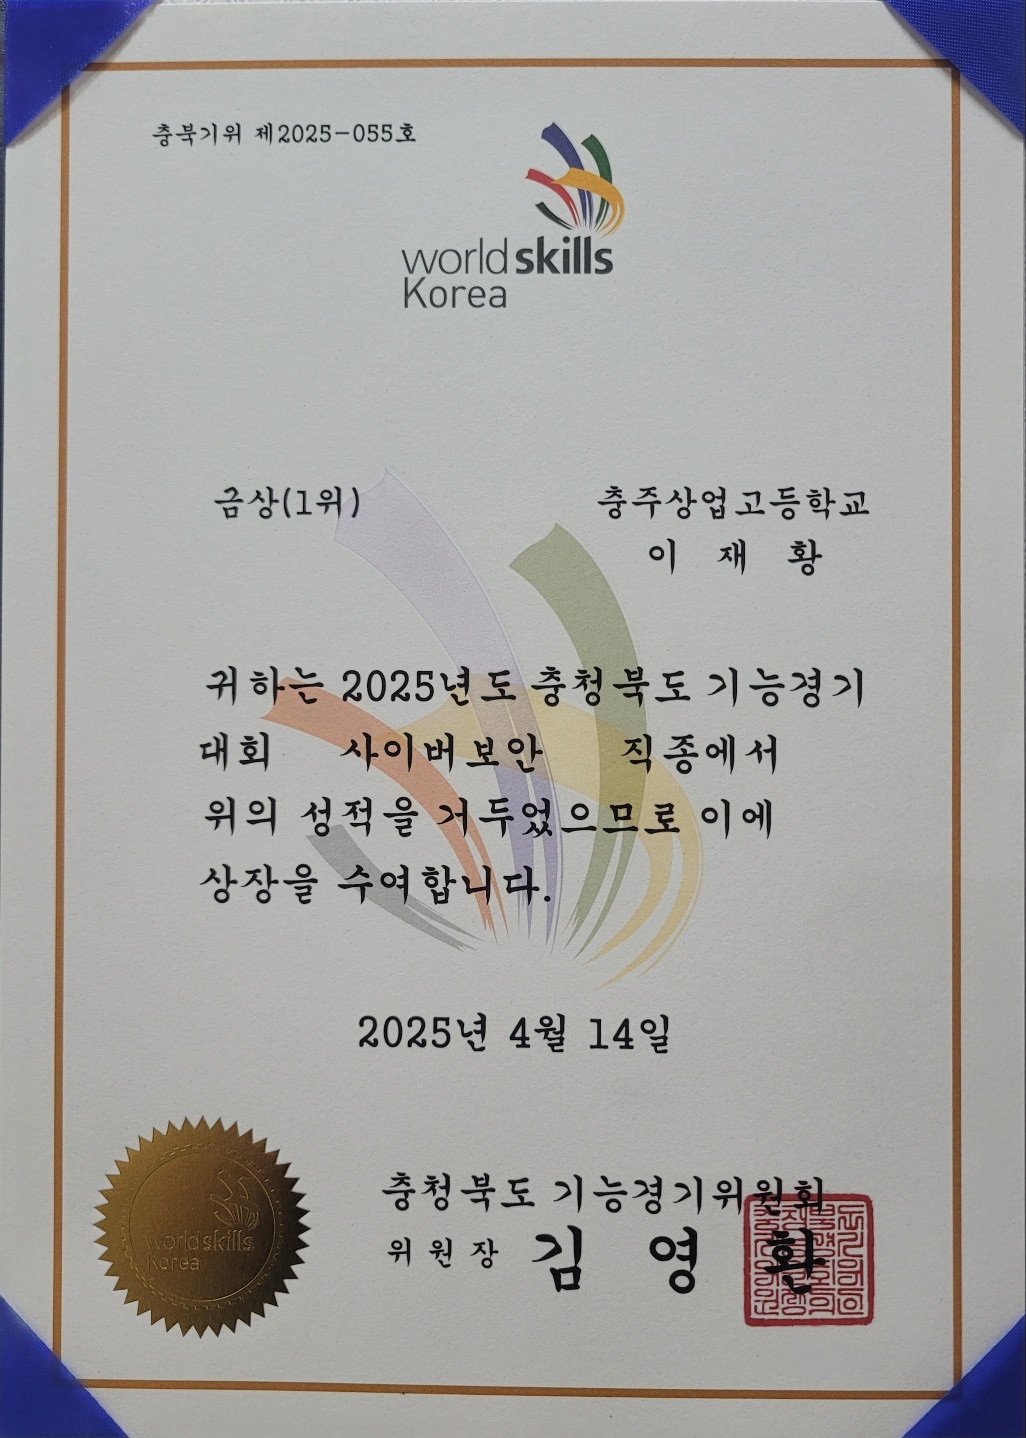 충북기위 제2025-055호
world skills
Korea
금상(1위)
충주상업고등학교
이 재 황
귀하는 2025년도 충청북도 기능경기
대회 사이버보안 직종에서
위의 성적을 거두었으므로 이에
상장을 수여합니다.
2025년 4월 14일
world skills
Korea
충청북도 기능경기위원회
위원장 김 영 환